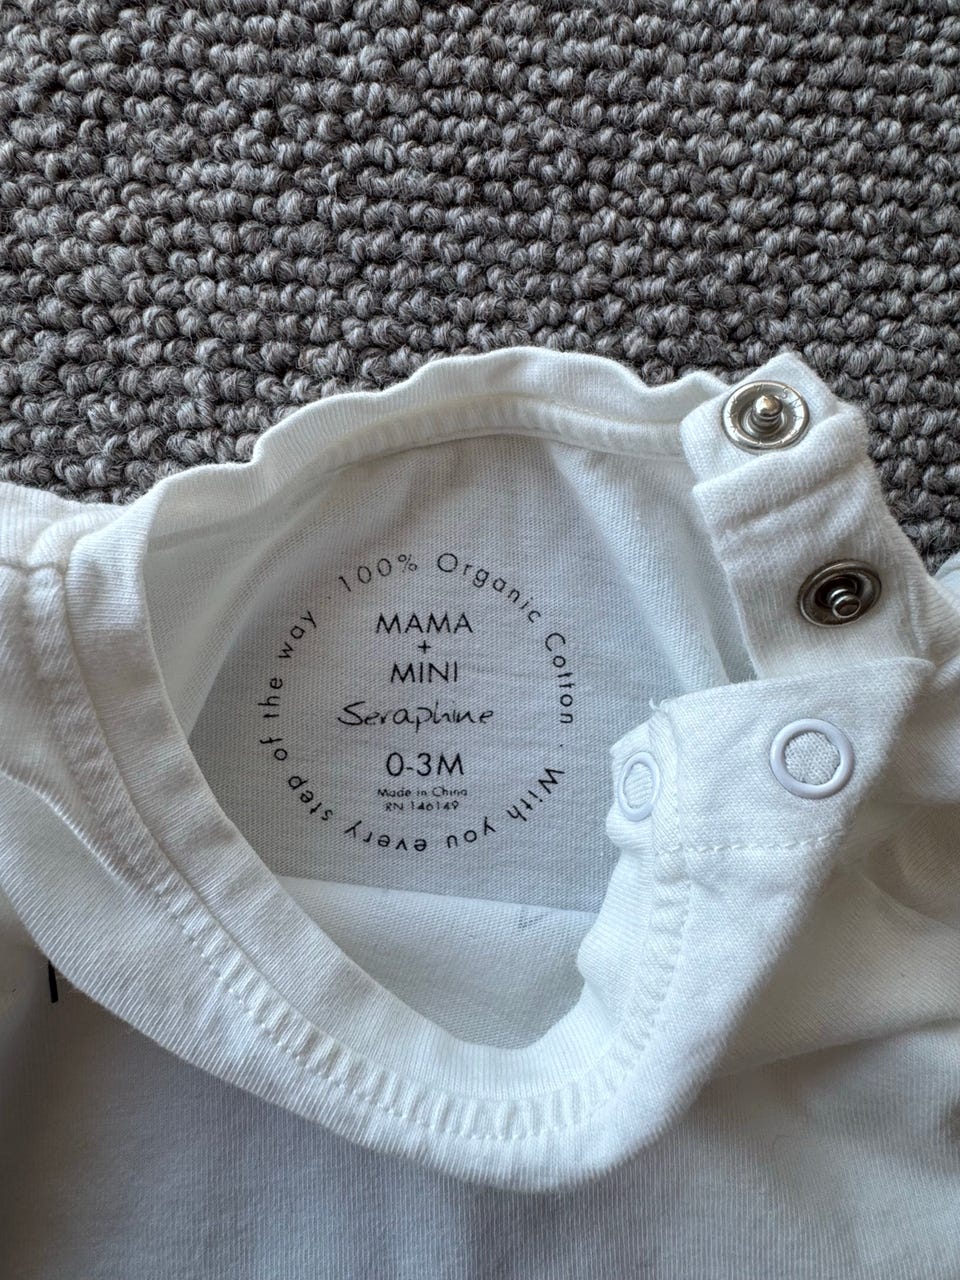 100% Organic Cotton · With you every step of the way ·
MAMA
+
MINI
Seraphine
0-3M
Made in China
RN 146149